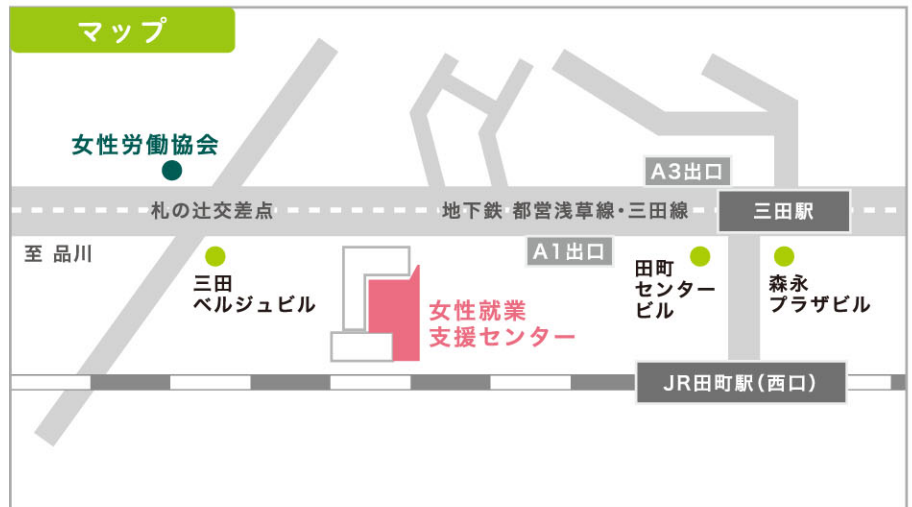 マップ
女性労働協会
A3出口
札の辻交差点
地下鉄 都営浅草線・三田線
三田駅
至 品川
A1出口
三田
ベルジュビル
田町
センター
ビル
森永
プラザビル
女性就業
支援センター
JR田町駅(西口)